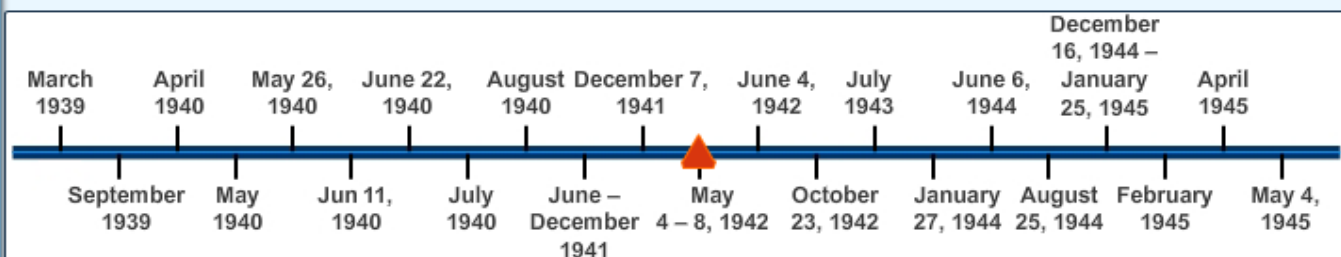 March
1939
April
1940
May 26,
1940
June 22,
1940
August
1940
December 7,
1941
June 4,
1942
July
1943
June 6,
1944
December
16, 1944 –
January
25, 1945
April
1945
September
1939
May
1940
Jun 11,
1940
July
1940
June –
December
1941
May
4 – 8, 1942
October
23, 1942
January
27, 1944
August
25, 1944
February
1945
May 4,
1945